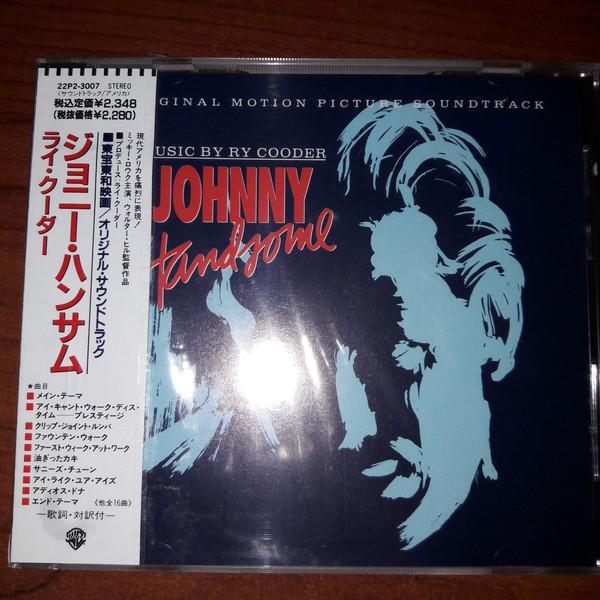 22P2-3007 STEREO
(サウンドトラック/アメリカ)
税込定価¥2,348
(税抜価格¥2,280)
ジョニー・ハンサム
ライ・クーダー
■東宝東和映画/オリジナル・サウンドトラック
現代アメリカを痛烈に表現!
ミッキー・ローク主演、ウォルター・ヒル監督作品
■プロデュース:ライ・クーダー
★曲目
■メイン・テーマ
■アイ・キャント・ウォーク・ディス・
タイム——プレスティージ
■クリップ・ジョイント・ルンバ
■ファウンテン・ウォーク
■ファースト・ウィーク・アット・ワーク
■油ぎったカキ
■サニーズ・チューン
■アイ・ライク・ユア・アイズ
■アディオス・ドナ
■エンド・テーマ 〈他全16曲〉
—歌詞・対訳付—
GINAL MOTION PICTURE SOUNDTRACK
USIC BY RY COODER
JOHNNY
andsome